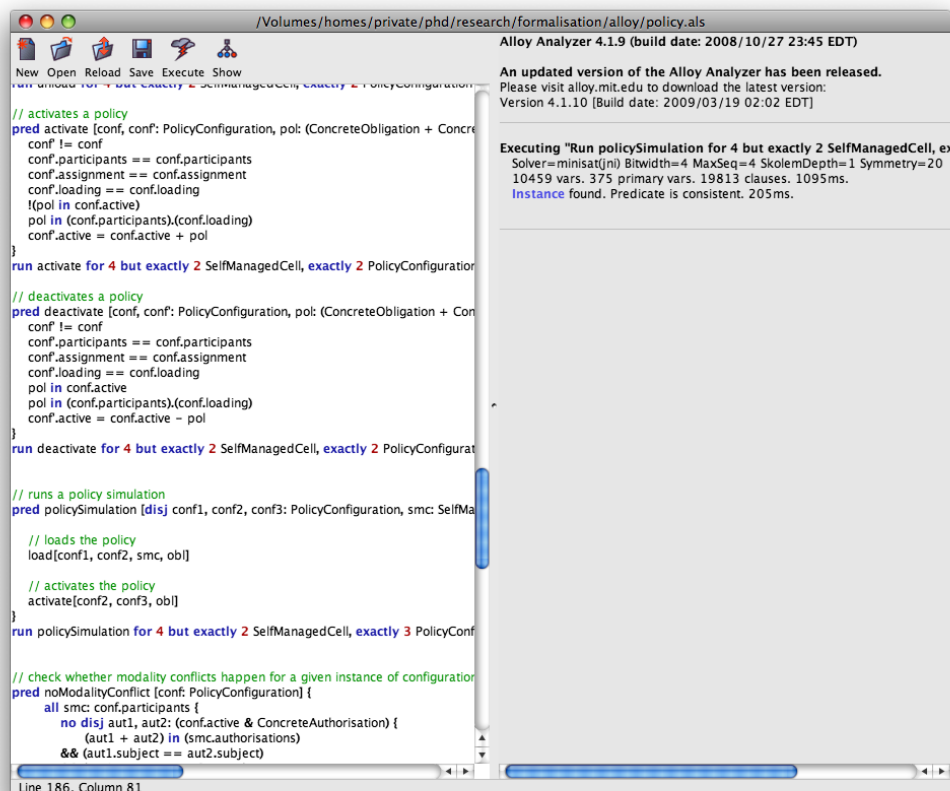 /Volumes/homes/private/phd/research/formalisation/alloy/policy.als
New Open Reload Save Execute Show
run unload for 4 but exactly 2 SelfManagedCell, exactly 2 PolicyConfiguration
// activates a policy
pred activate [conf, conf': PolicyConfiguration, pol: (ConcreteObligation + Concre
conf' != conf
conf'.participants == conf.participants
conf'.assignment == conf.assignment
conf'.loading == conf.loading
!(pol in conf.active)
pol in (conf.participants).(conf.loading)
conf'.active = conf.active + pol
}
run activate for 4 but exactly 2 SelfManagedCell, exactly 2 PolicyConfiguration
// deactivates a policy
pred deactivate [conf, conf': PolicyConfiguration, pol: (ConcreteObligation + Con
conf' != conf
conf'.participants == conf.participants
conf'.assignment == conf.assignment
conf'.loading == conf.loading
pol in conf.active
pol in (conf.participants).(conf.loading)
conf'.active = conf.active - pol
}
run deactivate for 4 but exactly 2 SelfManagedCell, exactly 2 PolicyConfigurat
// runs a policy simulation
pred policySimulation [disj conf1, conf2, conf3: PolicyConfiguration, smc: SelfMa
// loads the policy
load[conf1, conf2, smc, obl]
// activates the policy
activate[conf2, conf3, obl]
}
run policySimulation for 4 but exactly 2 SelfManagedCell, exactly 3 PolicyConf
// check whether modality conflicts happen for a given instance of configuration
pred noModalityConflict [conf: PolicyConfiguration] {
all smc: conf.participants {
no disj aut1, aut2: (conf.active & ConcreteAuthorisation) {
(aut1 + aut2) in (smc.authorisations)
&& (aut1.subject == aut2.subject)
Line 186, Column 81
Alloy Analyzer 4.1.9 (build date: 2008/10/27 23:45 EDT)
An updated version of the Alloy Analyzer has been released.
Please visit alloy.mit.edu to download the latest version:
Version 4.1.10 [Build date: 2009/03/19 02:02 EDT]
Executing "Run policySimulation for 4 but exactly 2 SelfManagedCell, ex
Solver=minisat(jni) Bitwidth=4 MaxSeq=4 SkolemDepth=1 Symmetry=20
10459 vars. 375 primary vars. 19813 clauses. 1095ms.
Instance found. Predicate is consistent. 205ms.